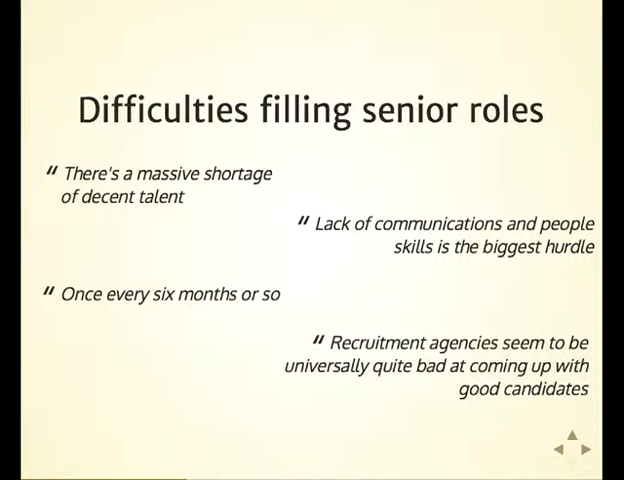 Difficulties filling senior roles
“ There's a massive shortage
of decent talent
“ Lack of communications and people
skills is the biggest hurdle
“ Once every six months or so
“ Recruitment agencies seem to be
universally quite bad at coming up with
good candidates